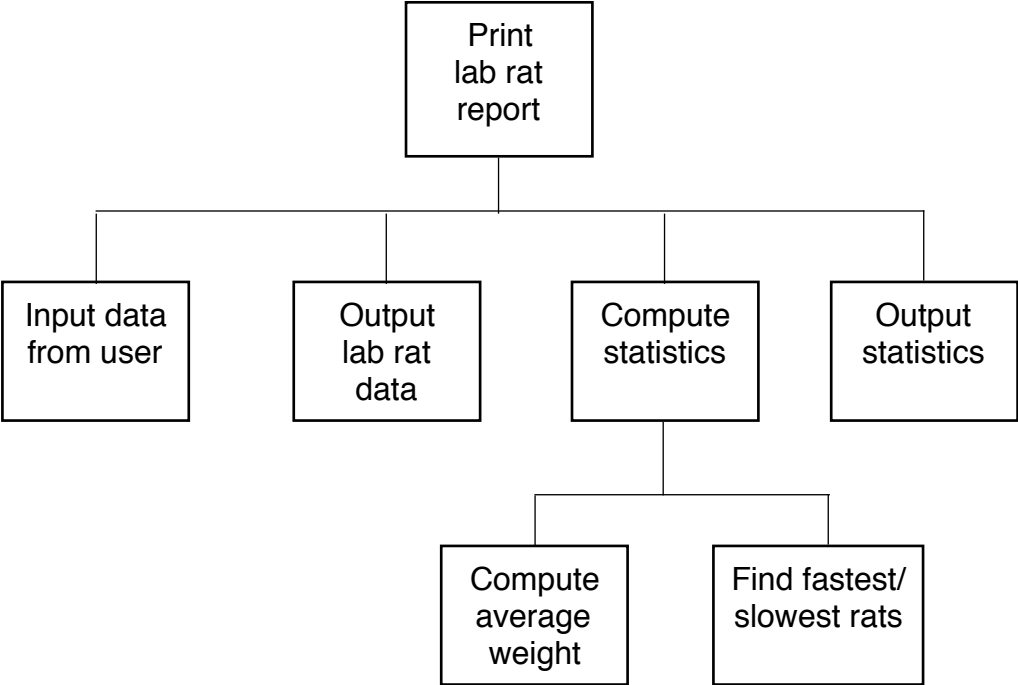 Print
lab rat
report
Input data
from user
Output
lab rat
data
Compute
statistics
Output
statistics
Compute
average
weight
Find fastest/
slowest rats